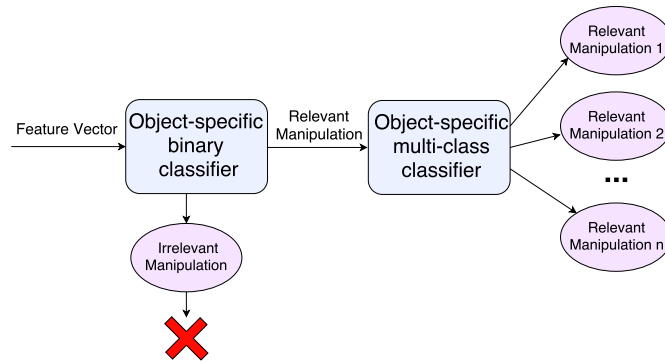 Feature Vector
Object-specific
binary
classifier
Relevant
Manipulation
Object-specific
multi-class
classifier
Relevant
Manipulation 1
Relevant
Manipulation 2
...
Relevant
Manipulation n
Irrelevant
Manipulation